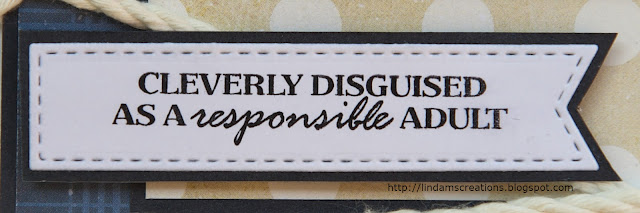 CLEVERLY DISGUISED
AS A responsible ADULT
http://lindamscreations.blogspot.com